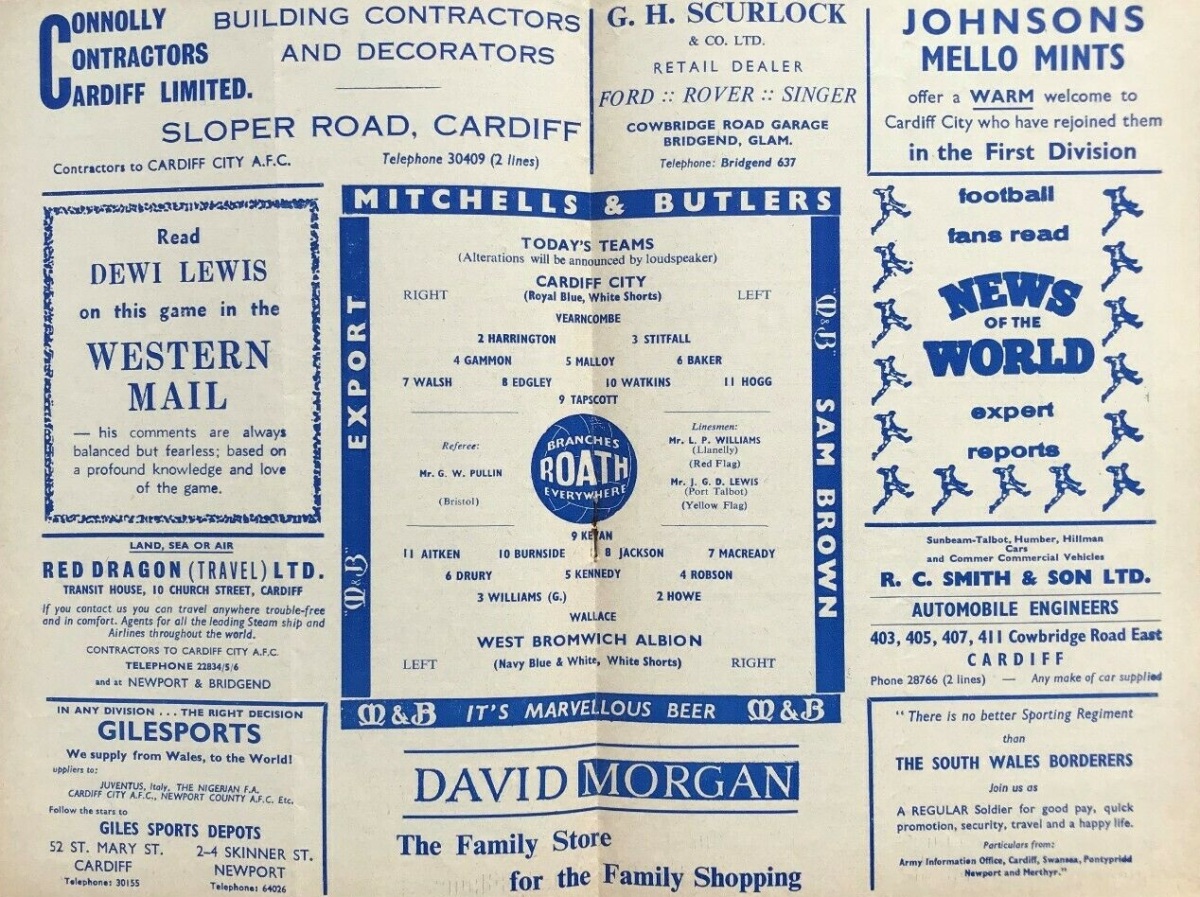 CONNOLLY
CONTRACTORS
CARDIFF LIMITED.
BUILDING CONTRACTORS
AND DECORATORS
SLOPER ROAD, CARDIFF
Contractors to CARDIFF CITY A.F.C.
Telephone 30409 (2 lines)
G. H. SCURLOCK
& CO. LTD.
RETAIL DEALER
FORD :: ROVER :: SINGER
COWBRIDGE ROAD GARAGE
BRIDGEND, GLAM.
Telephone: Bridgend 637
JOHNSONS
MELLO MINTS
offer a WARM welcome to
Cardiff City who have rejoined them
in the First Division
Read
DEWI LEWIS
on this game in the
WESTERN
MAIL
— his comments are always
balanced but fearless; based on
a profound knowledge and love
of the game.
LAND, SEA OR AIR
RED DRAGON (TRAVEL) LTD.
TRANSIT HOUSE, 10 CHURCH STREET, CARDIFF
If you contact us you can travel anywhere trouble-free
and in comfort. Agents for all the leading Steam ship and
Airlines throughout the world.
CONTRACTORS TO CARDIFF CITY A.F.C.
TELEPHONE 22834/5/6
and at NEWPORT & BRIDGEND
IN ANY DIVISION . . . THE RIGHT DECISION
GILESPORTS
We supply from Wales, to the World!
uppliers to:
JUVENTUS, Italy, THE NIGERIAN F.A.
CARDIFF CITY A.F.C., NEWPORT COUNTY A.F.C. Etc.
Follow the stars to
GILES SPORTS DEPOTS
52 ST. MARY ST.
CARDIFF
Telephone: 30155
2-4 SKINNER ST.
NEWPORT
Telephone: 64026
MITCHELLS & BUTLERS
EXPORT
"M&B"
"M&B"
SAM BROWN
TODAY'S TEAMS
(Alterations will be announced by loudspeaker)
CARDIFF CITY
RIGHT (Royal Blue, White Shorts) LEFT
VEARNCOMBE
2 HARRINGTON 3 STITFALL
4 GAMMON 5 MALLOY 6 BAKER
7 WALSH 8 EDGLEY 10 WATKINS 11 HOGG
9 TAPSCOTT
Referee:
Mr. G. W. PULLIN
(Bristol)
BRANCHES
ROATH
EVERYWHERE
Linesmen:
Mr. L. P. WILLIAMS
(Llanelly)
(Red Flag)
Mr. J. G. D. LEWIS
(Port Talbot)
(Yellow Flag)
9
11 AITKEN 10 BURNSIDE 8 JACKSON 7 MACREADY
6 DRURY 5 KENNEDY 4 ROBSON
3 WILLIAMS (G.) 2 HOWE
WALLACE
WEST BROMWICH ALBION
LEFT (Navy Blue & White, White Shorts) RIGHT
M&B IT'S MARVELLOUS BEER M&B
DAVID MORGAN
The Family Store
for the Family Shopping
football
fans read
NEWS
OF THE
WORLD
expert
reports
Sunbeam-Talbot, Humber, Hillman
Cars
and Commer Commercial Vehicles
R. C. SMITH & SON LTD.
AUTOMOBILE ENGINEERS
403, 405, 407, 411 Cowbridge Road East
CARDIFF
Phone 28766 (2 lines) — Any make of car supplied
"There is no better Sporting Regiment
than
THE SOUTH WALES BORDERERS
Join us as
A REGULAR Soldier for good pay, quick
promotion, security, travel and a happy life.
Particulars from:
Army Information Office, Cardiff, Swansea, Pontypridd
Newport and Merthyr."